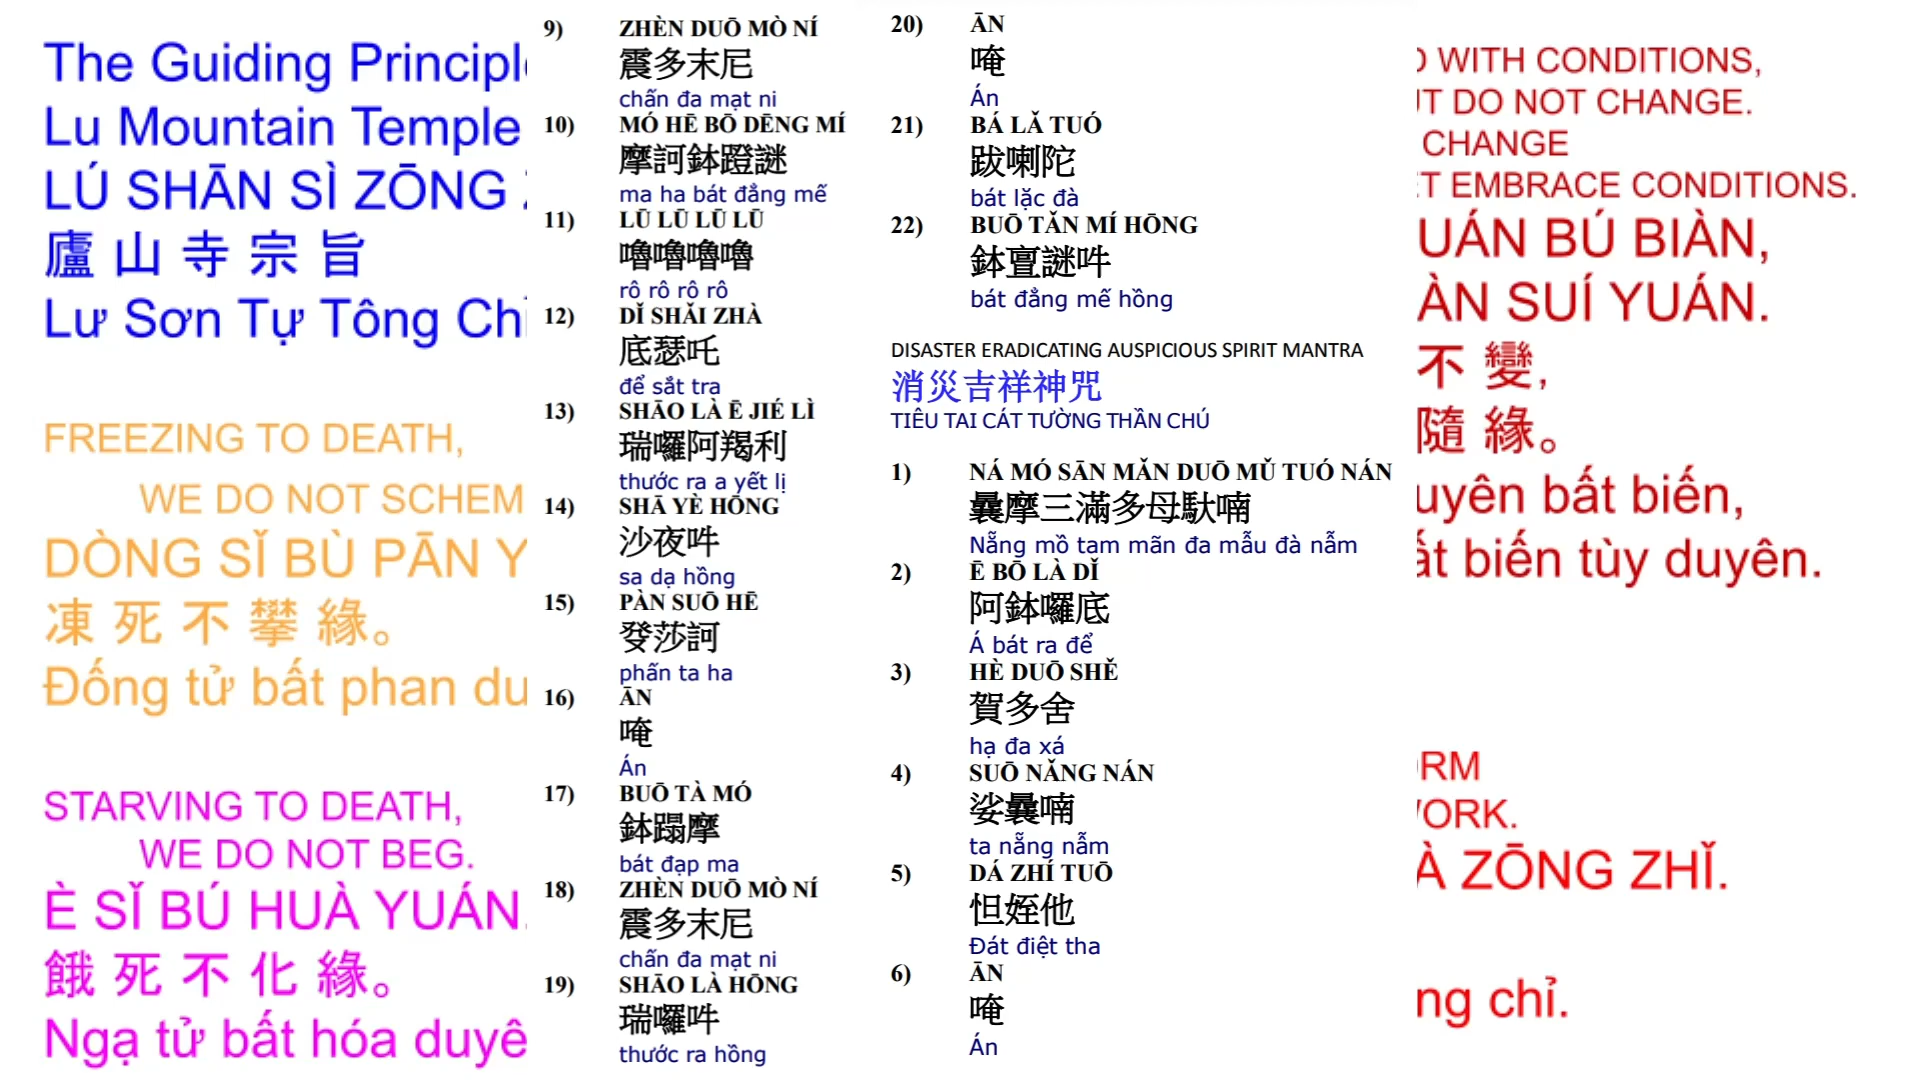 The Guiding Principl
Lu Mountain Temple
LÚ SHĀN SÌ ZŌNG
廬 山 寺 宗 旨
Lư Sơn Tự Tông Chỉ
FREEZING TO DEATH,
WE DO NOT SCHEM
DÒNG SǏ BÙ PĀN Y
凍 死 不 攀 緣。
Đống tử bất phan du
STARVING TO DEATH,
WE DO NOT BEG.
È SǏ BÚ HUÀ YUÁN.
餓 死 不 化 緣。
Ngạ tử bất hóa duyê
9) ZHÈN DUŌ MÒ NÍ
震多末尼
chấn đa mạt ni
10) MÓ HĒ BŌ DĒNG MÍ
摩訶鉢蹬謎
ma ha bát đẳng mế
11) LŪ LŪ LŪ LŪ
嚕嚕嚕嚕
rô rô rô rô
12) DǏ SHǍI ZHÀ
底瑟吒
để sắt tra
13) SHĀO LÀ Ē JIÉ LÌ
瑞囉阿羯利
thước ra a yết lị
14) SHĀ YÈ HŌNG
沙夜吽
sa dạ hồng
15) PÀN SUŌ HĒ
癹莎訶
phấn ta ha
16) ĀN
唵
Án
17) BUŌ TÀ MÓ
鉢蹋摩
bát đạp ma
18) ZHÈN DUŌ MÒ NÍ
震多末尼
chấn đa mạt ni
19) SHĀO LÀ HŌNG
瑞囉吽
thước ra hồng
20) ĀN
唵
Án
21) BÁ LǍ TUÓ
跋喇陀
bát lặc đà
22) BUŌ TǍN MÍ HŌNG
鉢亶謎吽
bát đẳng mế hồng
DISASTER ERADICATING AUSPICIOUS SPIRIT MANTRA
消災吉祥神咒
TIÊU TAI CÁT TƯỜNG THẦN CHÚ
1) NÁ MÓ SĀN MǍN DUŌ MǓ TUÓ NÁN
曩摩三滿多母馱喃
Nẵng mồ tam mãn đa mẫu đà nẫm
2) Ē BŌ LÀ DǏ
阿鉢囉底
Á bát ra để
3) HÈ DUŌ SHĚ
賀多舍
hạ đa xá
4) SUŌ NǍNG NÁN
娑曩喃
ta nẵng nẫm
5) DÁ ZHÍ TUŌ
怛姪他
Đát điệt tha
6) ĀN
唵
Án
D WITH CONDITIONS,
UT DO NOT CHANGE.
CHANGE
ET EMBRACE CONDITIONS.
UÁN BÚ BIÀN,
ÀN SUÍ YUÁN.
不 變,
隨 緣。
uyên bất biến,
ất biến tùy duyên.
RM
ORK.
À ZŌNG ZHǏ.
ng chỉ.